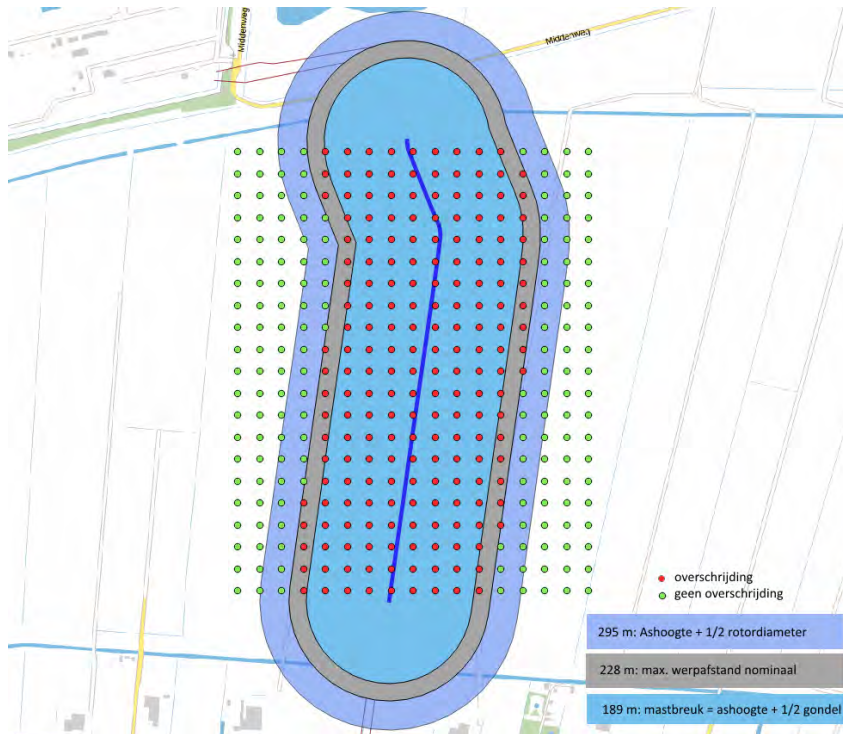 Middenweg
Middenweg
overschrijding
geen overschrijding
295 m: Ashoogte + 1/2 rotordiameter
228 m: max. werpafstand nominaal
189 m: mastbreuk = ashoogte + 1/2 gondel